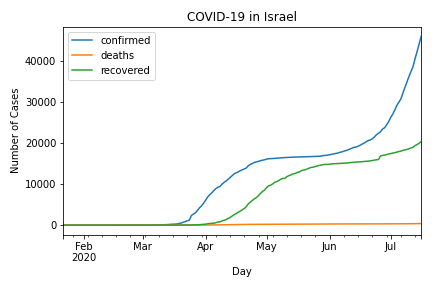 COVID-19 in Israel
confirmed
deaths
recovered
Number of Cases
40000
30000
20000
10000
0
Feb Mar Apr May Jun Jul
2020
Day